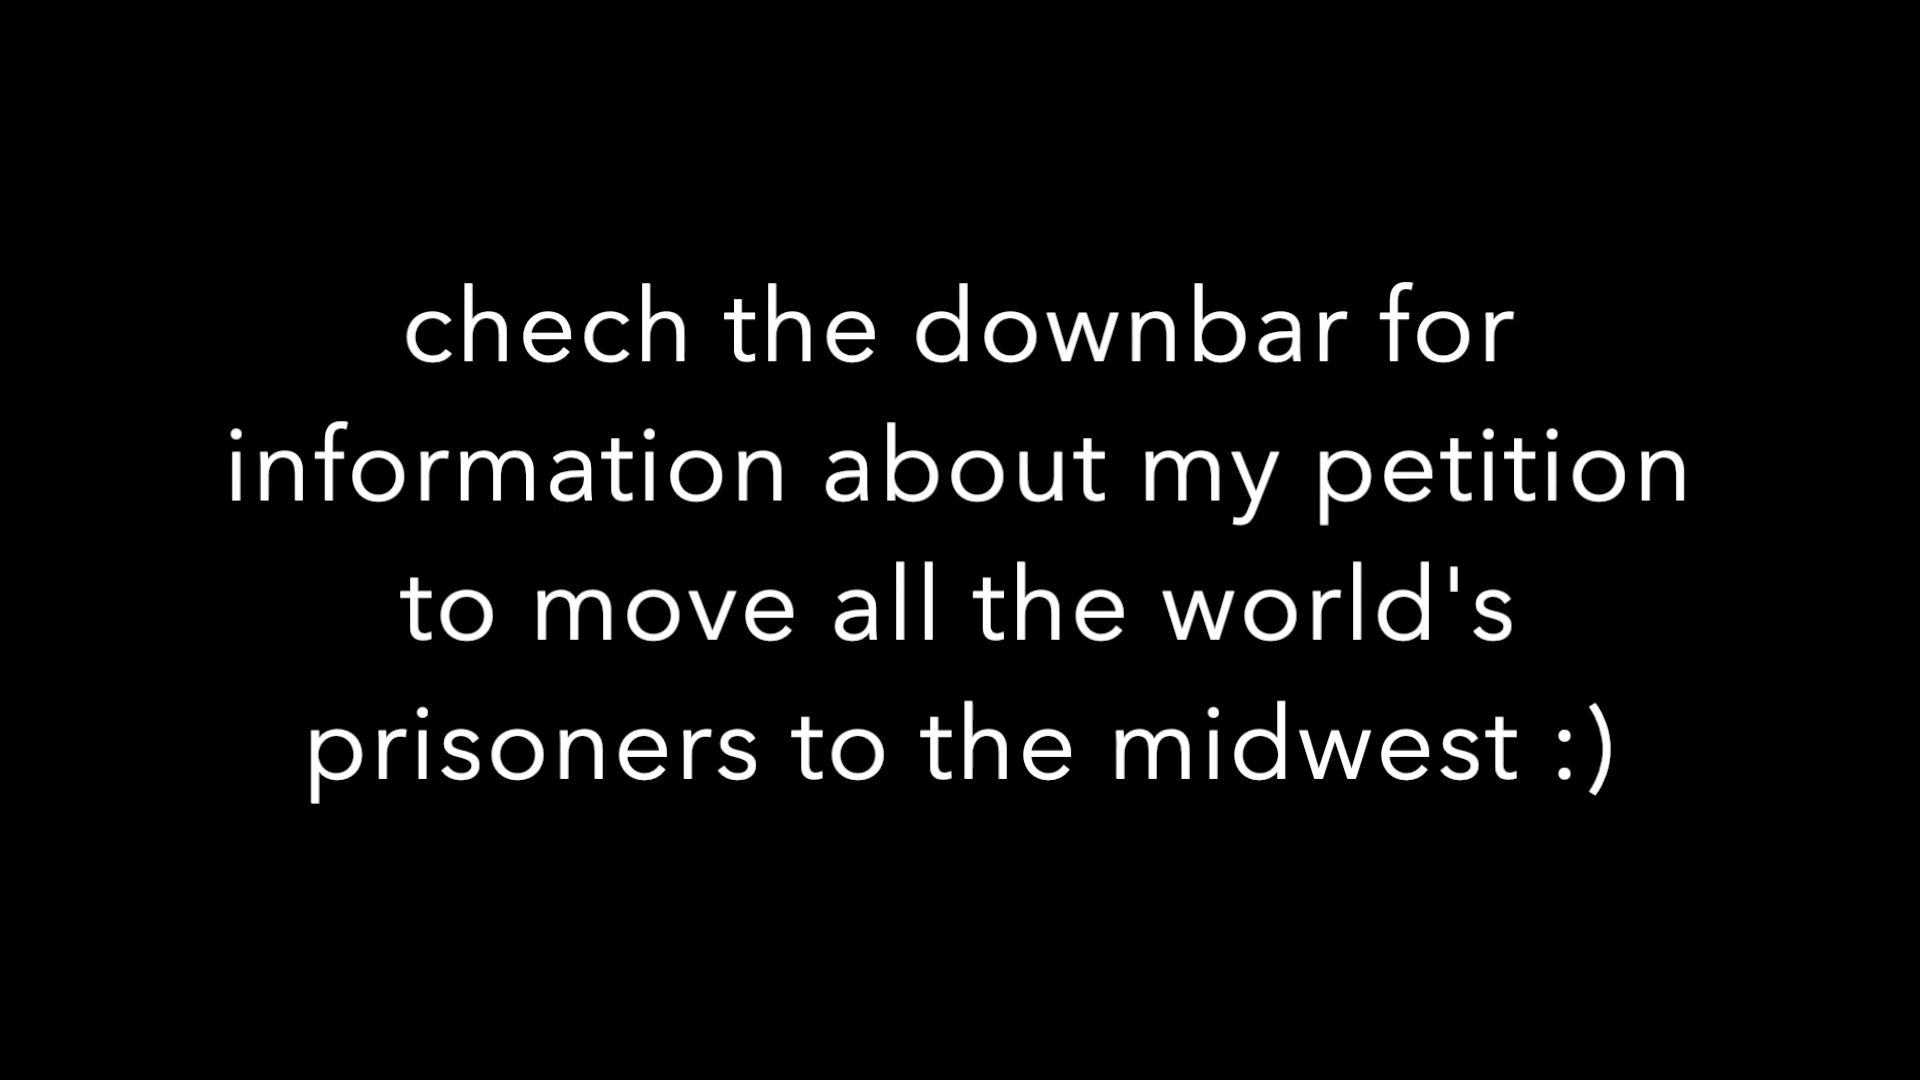 chech the downbar for
information about my petition
to move all the world's
prisoners to the midwest :)